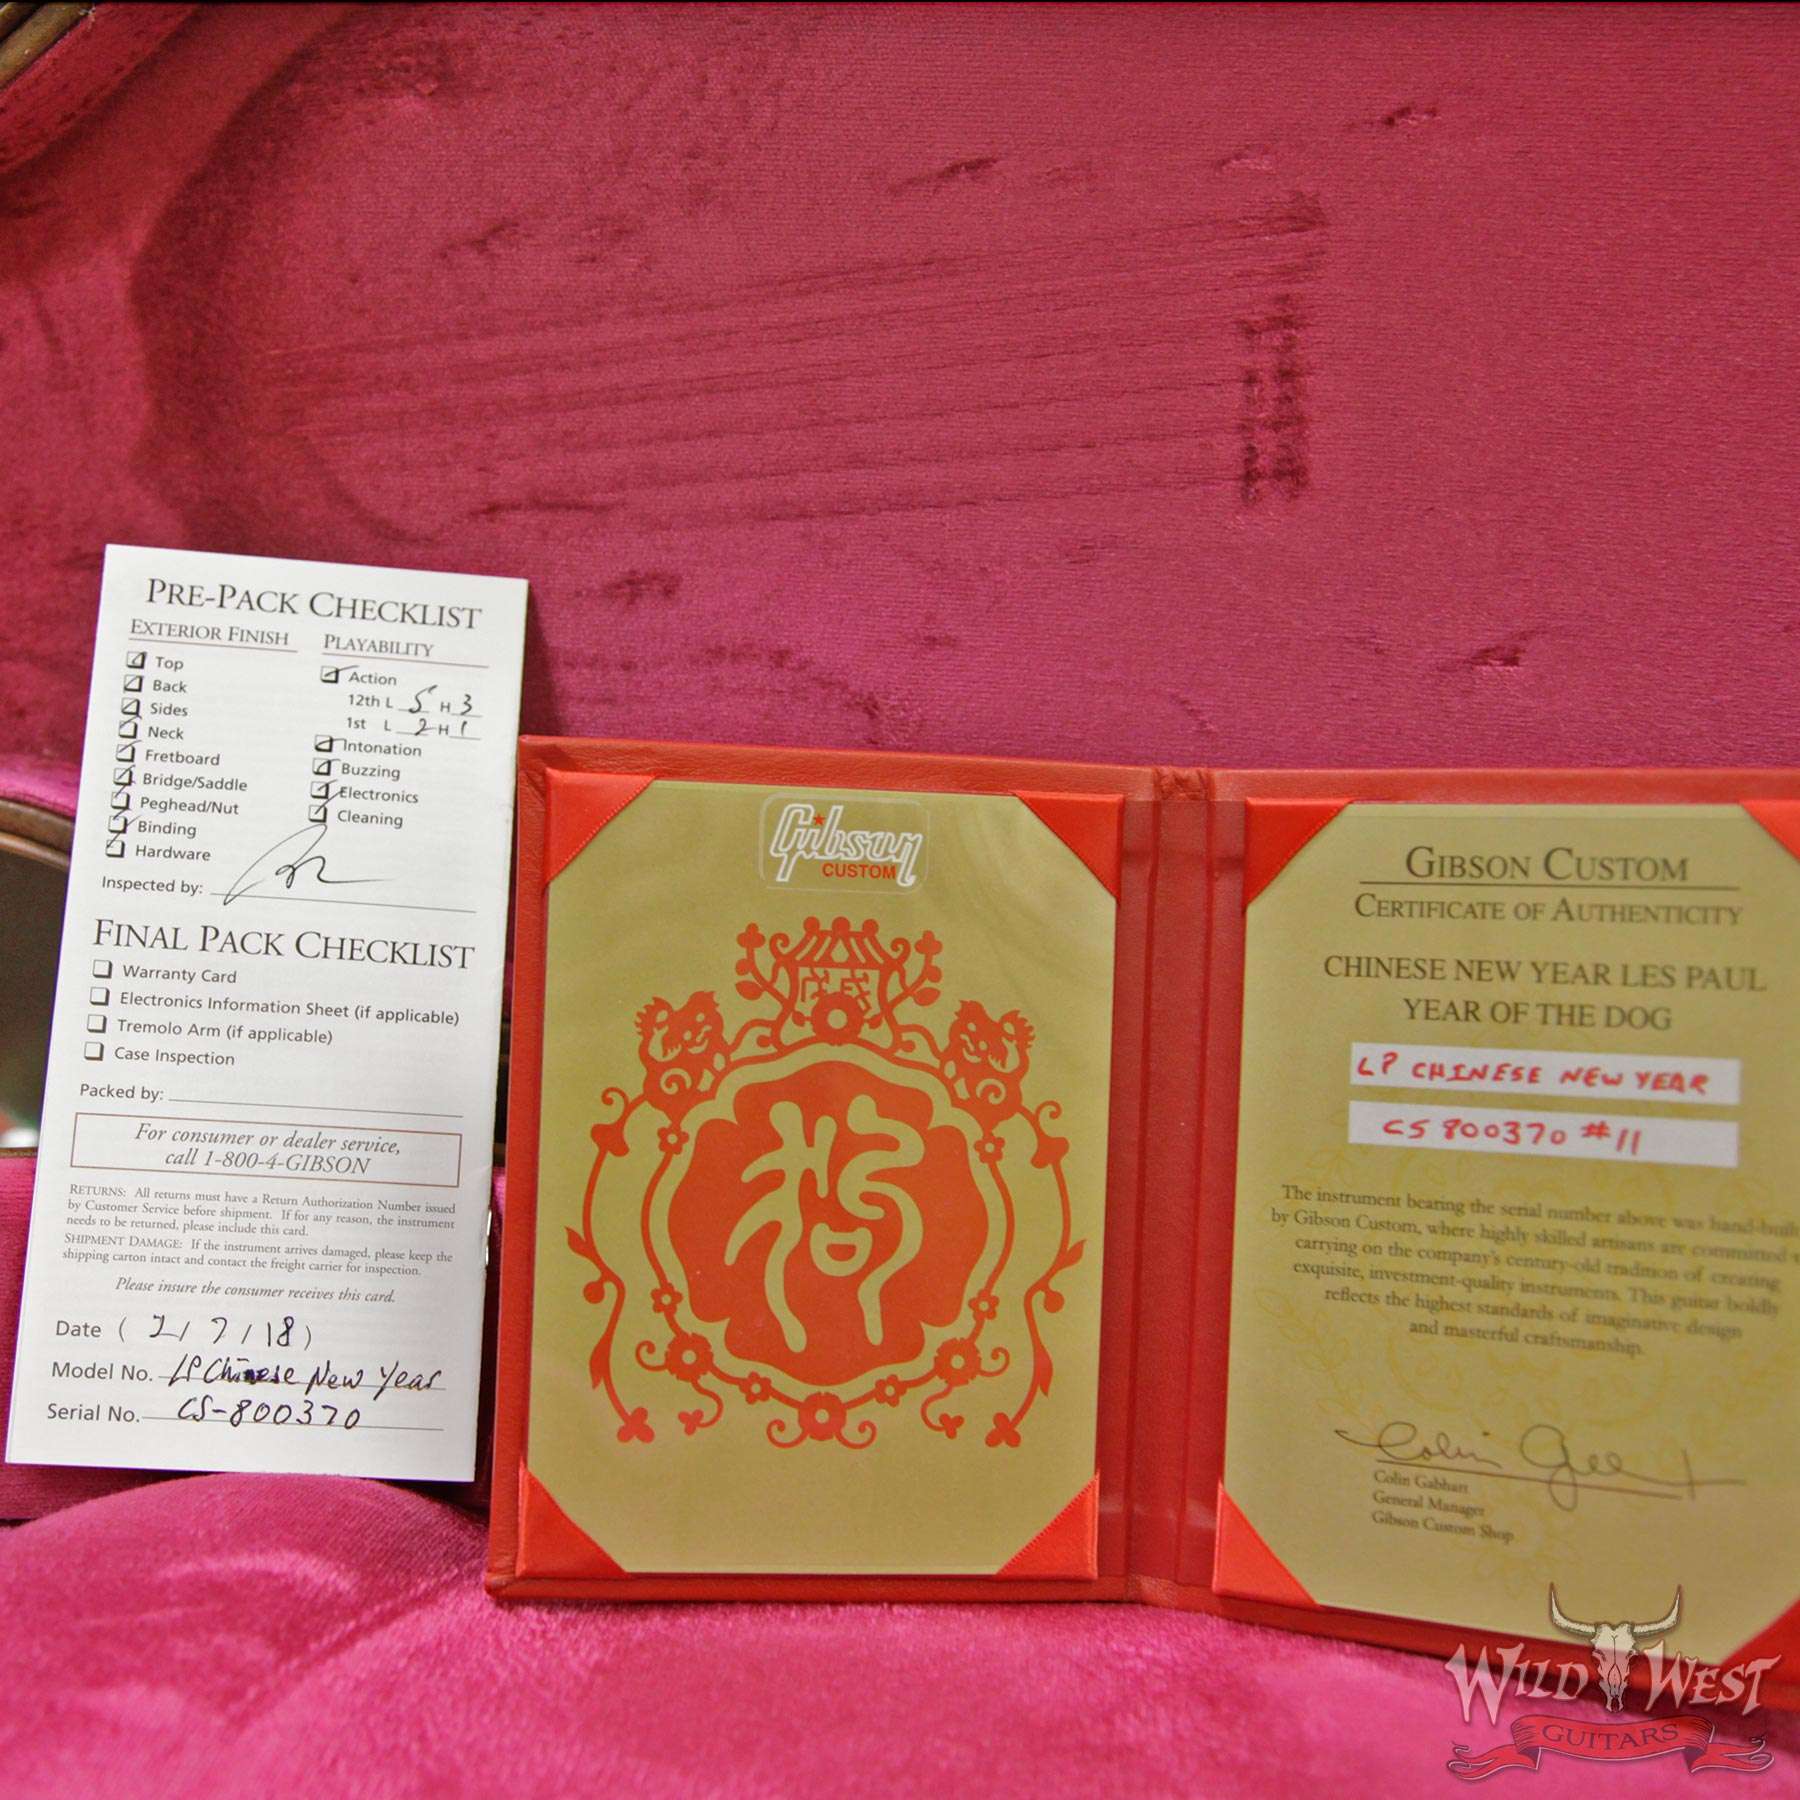 PRE-PACK CHECKLIST
EXTERIOR FINISH
Top
Back
Sides
Neck
Fretboard
Bridge/Saddle
Peghead/Nut
Binding
Hardware
PLAYABILITY
Action
12th L 5 H 3
1st L 2 H 1
Intonation
Buzzing
Electronics
Cleaning
Inspected by:
FINAL PACK CHECKLIST
Warranty Card
Electronics Information Sheet (if applicable)
Tremolo Arm (if applicable)
Case Inspection
Packed by:
For consumer or dealer service,
call 1-800-4-GIBSON
RETURNS: All returns must have a Return Authorization Number issued
by Customer Service before shipment. If for any reason, the instrument
needs to be returned, please include this card.
SHIPMENT DAMAGE: If the instrument arrives damaged, please keep the
shipping carton intact and contact the freight carrier for inspection.
Please insure the consumer receives this card.
Date ( 2/7/18)
Model No. LP Chinese New Year
Serial No. CS-800370
Gibson
CUSTOM
狗
GIBSON CUSTOM
CERTIFICATE OF AUTHENTICITY
CHINESE NEW YEAR LES PAUL
YEAR OF THE DOG
LP CHINESE NEW YEAR
CS 800370 #11
The instrument bearing the serial number above was hand-built
by Gibson Custom, where highly skilled artisans are committed
carrying on the company's century-old tradition of creating
exquisite, investment-quality instruments. This guitar boldly
reflects the highest standards of imaginative design
and masterful craftsmanship.
Colin Gabhart
General Manager
Gibson Custom Shop
WILD WEST
GUITARS